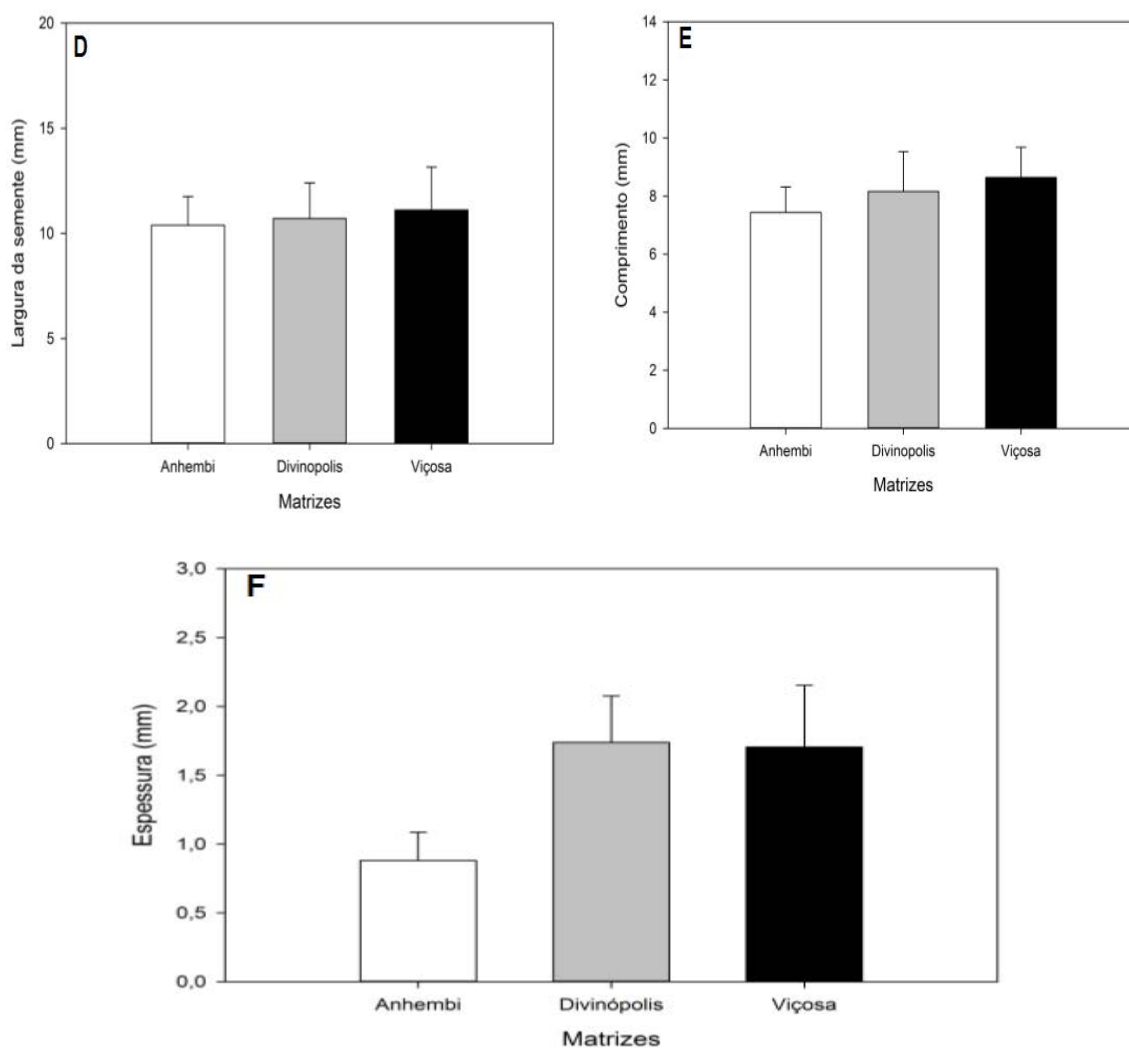 D
Largura da semente (mm)
20
15
10
5
0
Anhembi Divinopolis Viçosa
Matrizes
E
Comprimento (mm)
14
12
10
8
6
4
2
0
Anhembi Divinopolis Viçosa
Matrizes
F
Espessura (mm)
3,0
2,5
2,0
1,5
1,0
0,5
0,0
Anhembi Divinópolis Viçosa
Matrizes